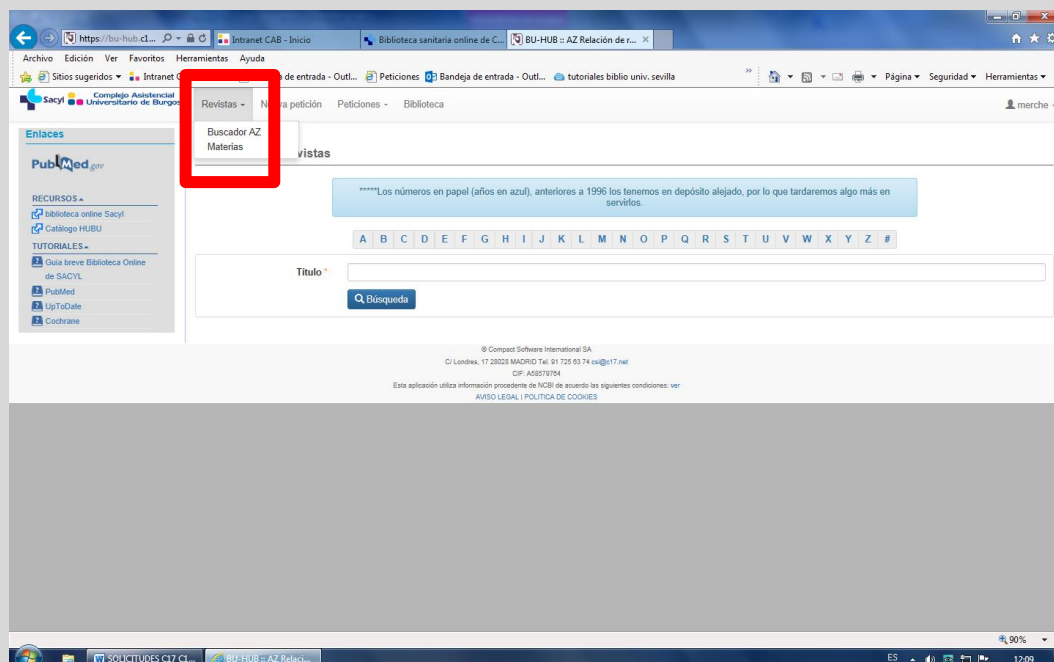 https://bu-hub.c1...
Intranet CAB - Inicio
Biblioteca sanitaria online de C...
BU-HUB :: AZ Relación de r...
Archivo Edición Ver Favoritos Herramientas Ayuda
Sitios sugeridos Intranet de entrada - Outl... Peticiones Bandeja de entrada - Outl... tutoriales biblio univ. sevilla
Página Seguridad Herramientas
Sacyl Complejo Asistencial
Universitario de Burgos
Revistas petición Peticiones Biblioteca
merche
Buscador AZ
Materias
vistas
Enlaces
PubMed.gov
RECURSOS
biblioteca online Sacyl
Catálogo HUBU
TUTORIALES
Guia breve Biblioteca Online
de SACYL
PubMed
UpToDate
Cochrane
*****Los números en papel (años en azul), anteriores a 1996 los tenemos en depósito alejado, por lo que tardaremos algo más en
servirlos.
A B C D E F G H I J K L M N O P Q R S T U V W X Y Z #
Título *
Búsqueda
© Compact Software International SA
C/ Londres, 17 28028 MADRID Tel. 91 725 63 74 csi@c17.net
CIF: A58579764
Esta aplicación utiliza información procedente de NCBI de acuerdo las siguientes condiciones: ver
AVISO LEGAL | POLITICA DE COOKIES
90%
SOLICITUDES C17 C1...
BU-HUB :: AZ Relaci...
ES
12:09